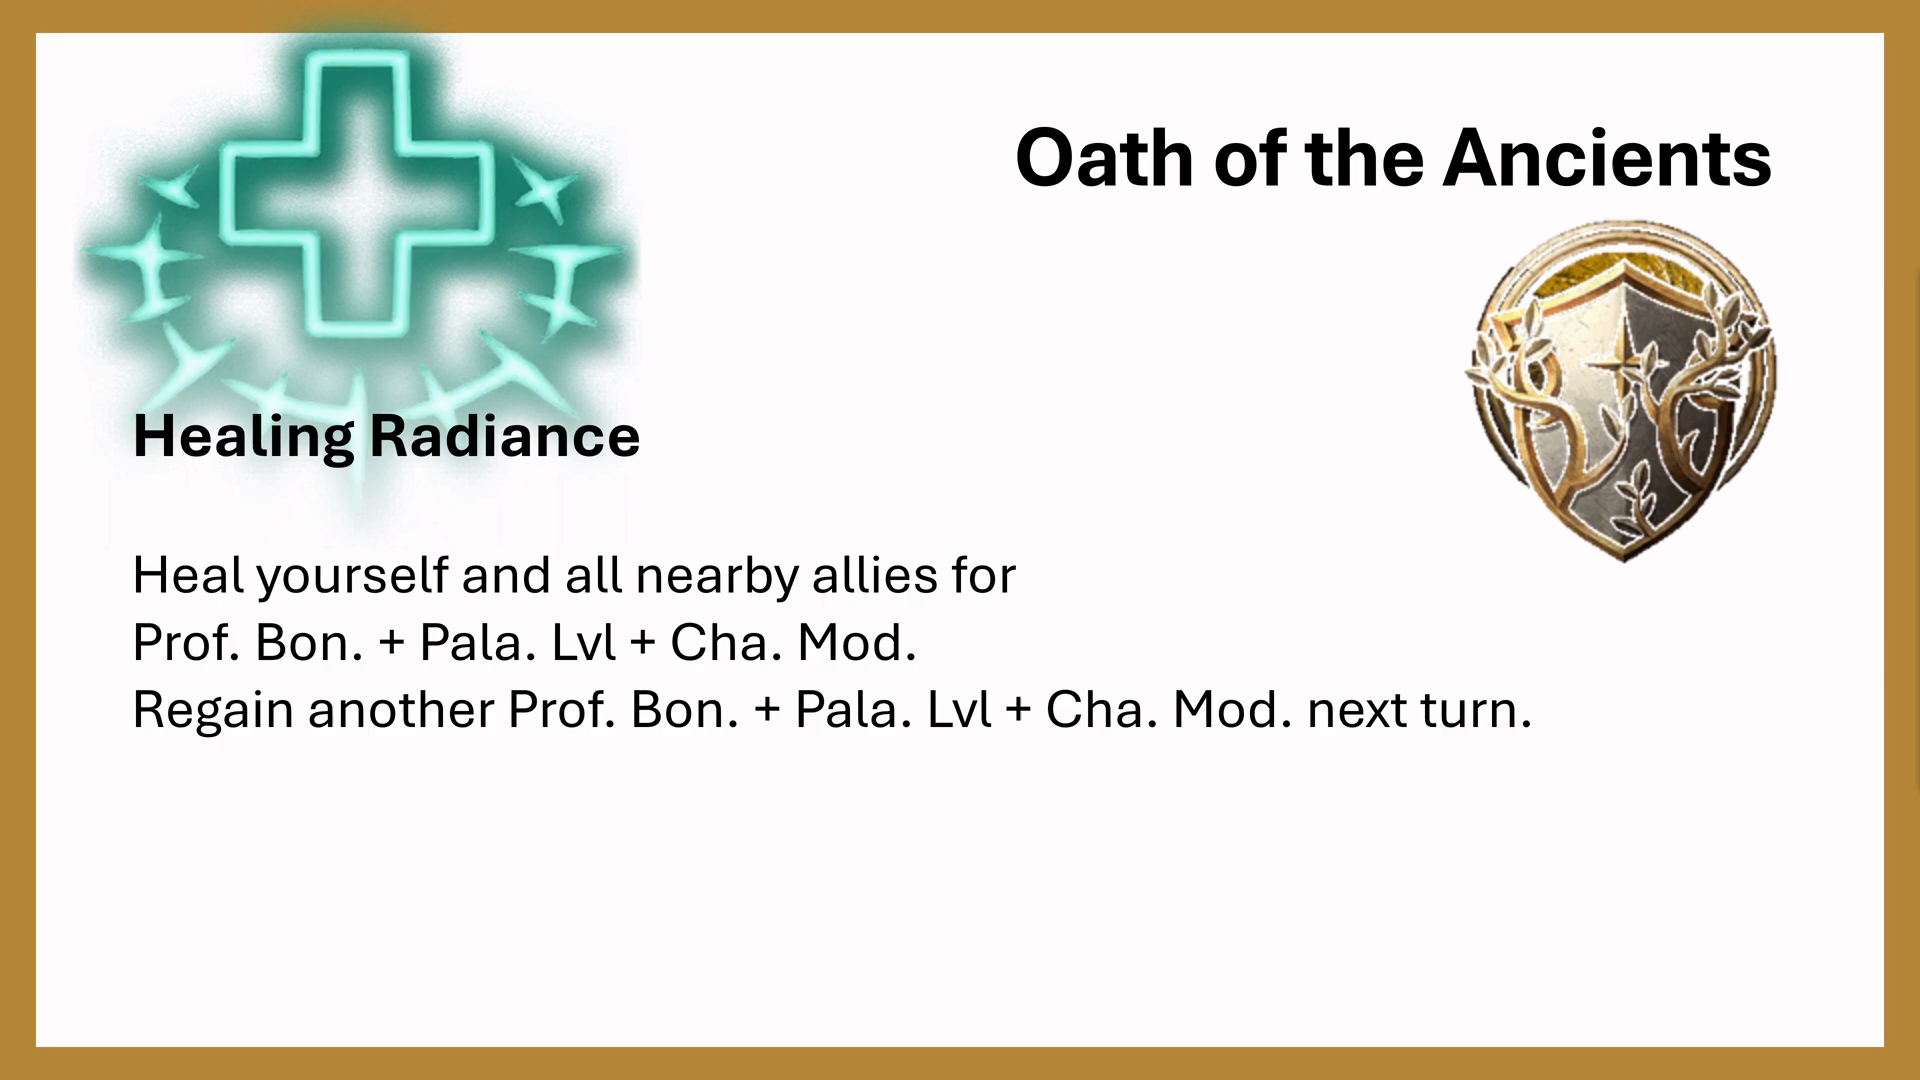 Oath of the Ancients
Healing Radiance
Heal yourself and all nearby allies for
Prof. Bon. + Pala. Lvl + Cha. Mod.
Regain another Prof. Bon. + Pala. Lvl + Cha. Mod. next turn.